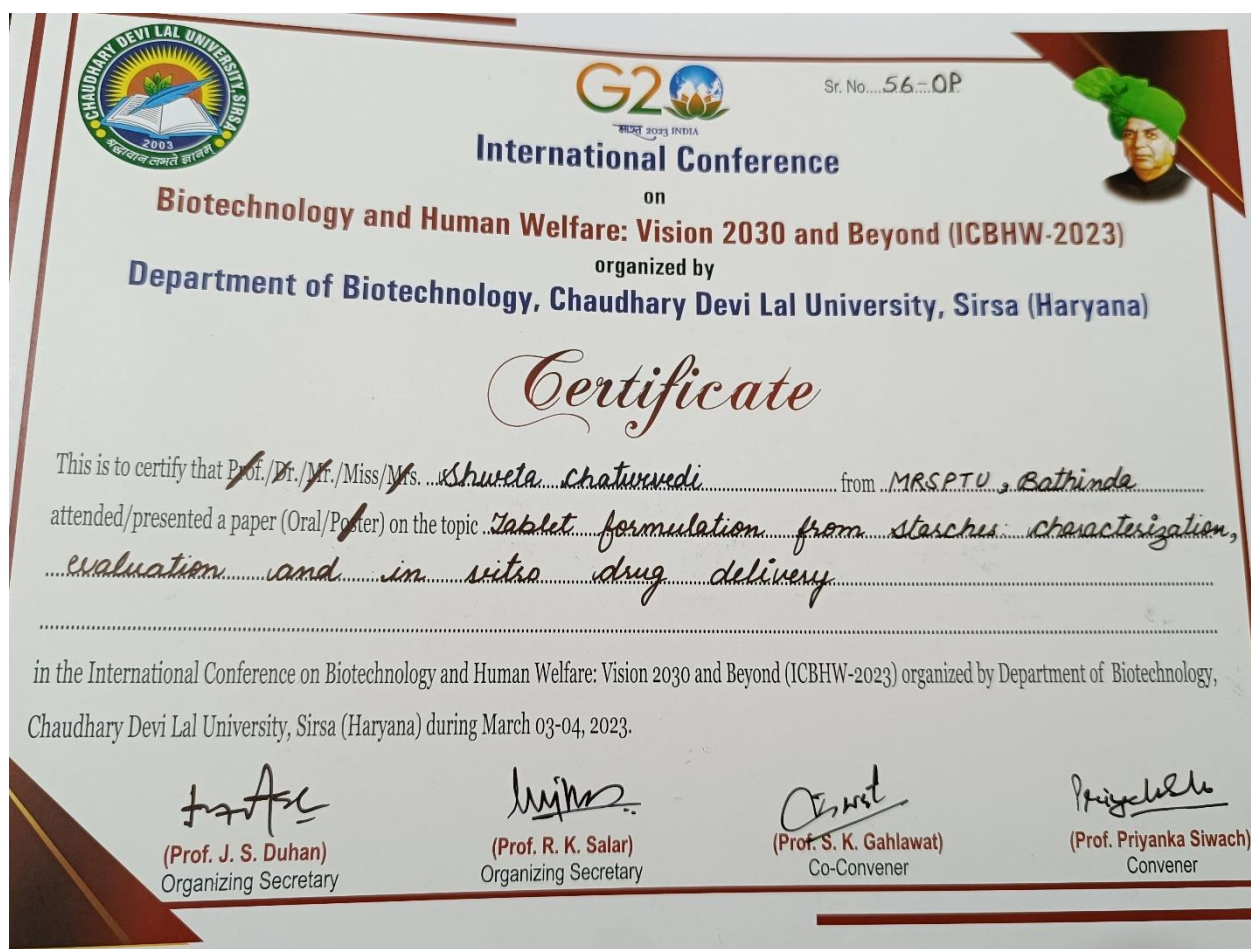 CHAUDHARY DEVI LAL UNIVERSITY, SIRSA
2003
श्रद्धावान लभते ज्ञानम्
G20
भारत 2023 INDIA
Sr. No....56-OP
International Conference
on
Biotechnology and Human Welfare: Vision 2030 and Beyond (ICBHW-2023)
organized by
Department of Biotechnology, Chaudhary Devi Lal University, Sirsa (Haryana)
Certificate
This is to certify that Prof./Dr./Mr./Miss/Mrs. Shweta Chaturvedi from MRSPTU, Bathinda
attended/presented a paper (Oral/Poster) on the topic Tablet formulation from starches: characterization,
evaluation and in vitro drug delivery
in the International Conference on Biotechnology and Human Welfare: Vision 2030 and Beyond (ICBHW-2023) organized by Department of Biotechnology,
Chaudhary Devi Lal University, Sirsa (Haryana) during March 03-04, 2023.
(Prof. J. S. Duhan)
Organizing Secretary
(Prof. R. K. Salar)
Organizing Secretary
(Prof. S. K. Gahlawat)
Co-Convener
(Prof. Priyanka Siwach)
Convener